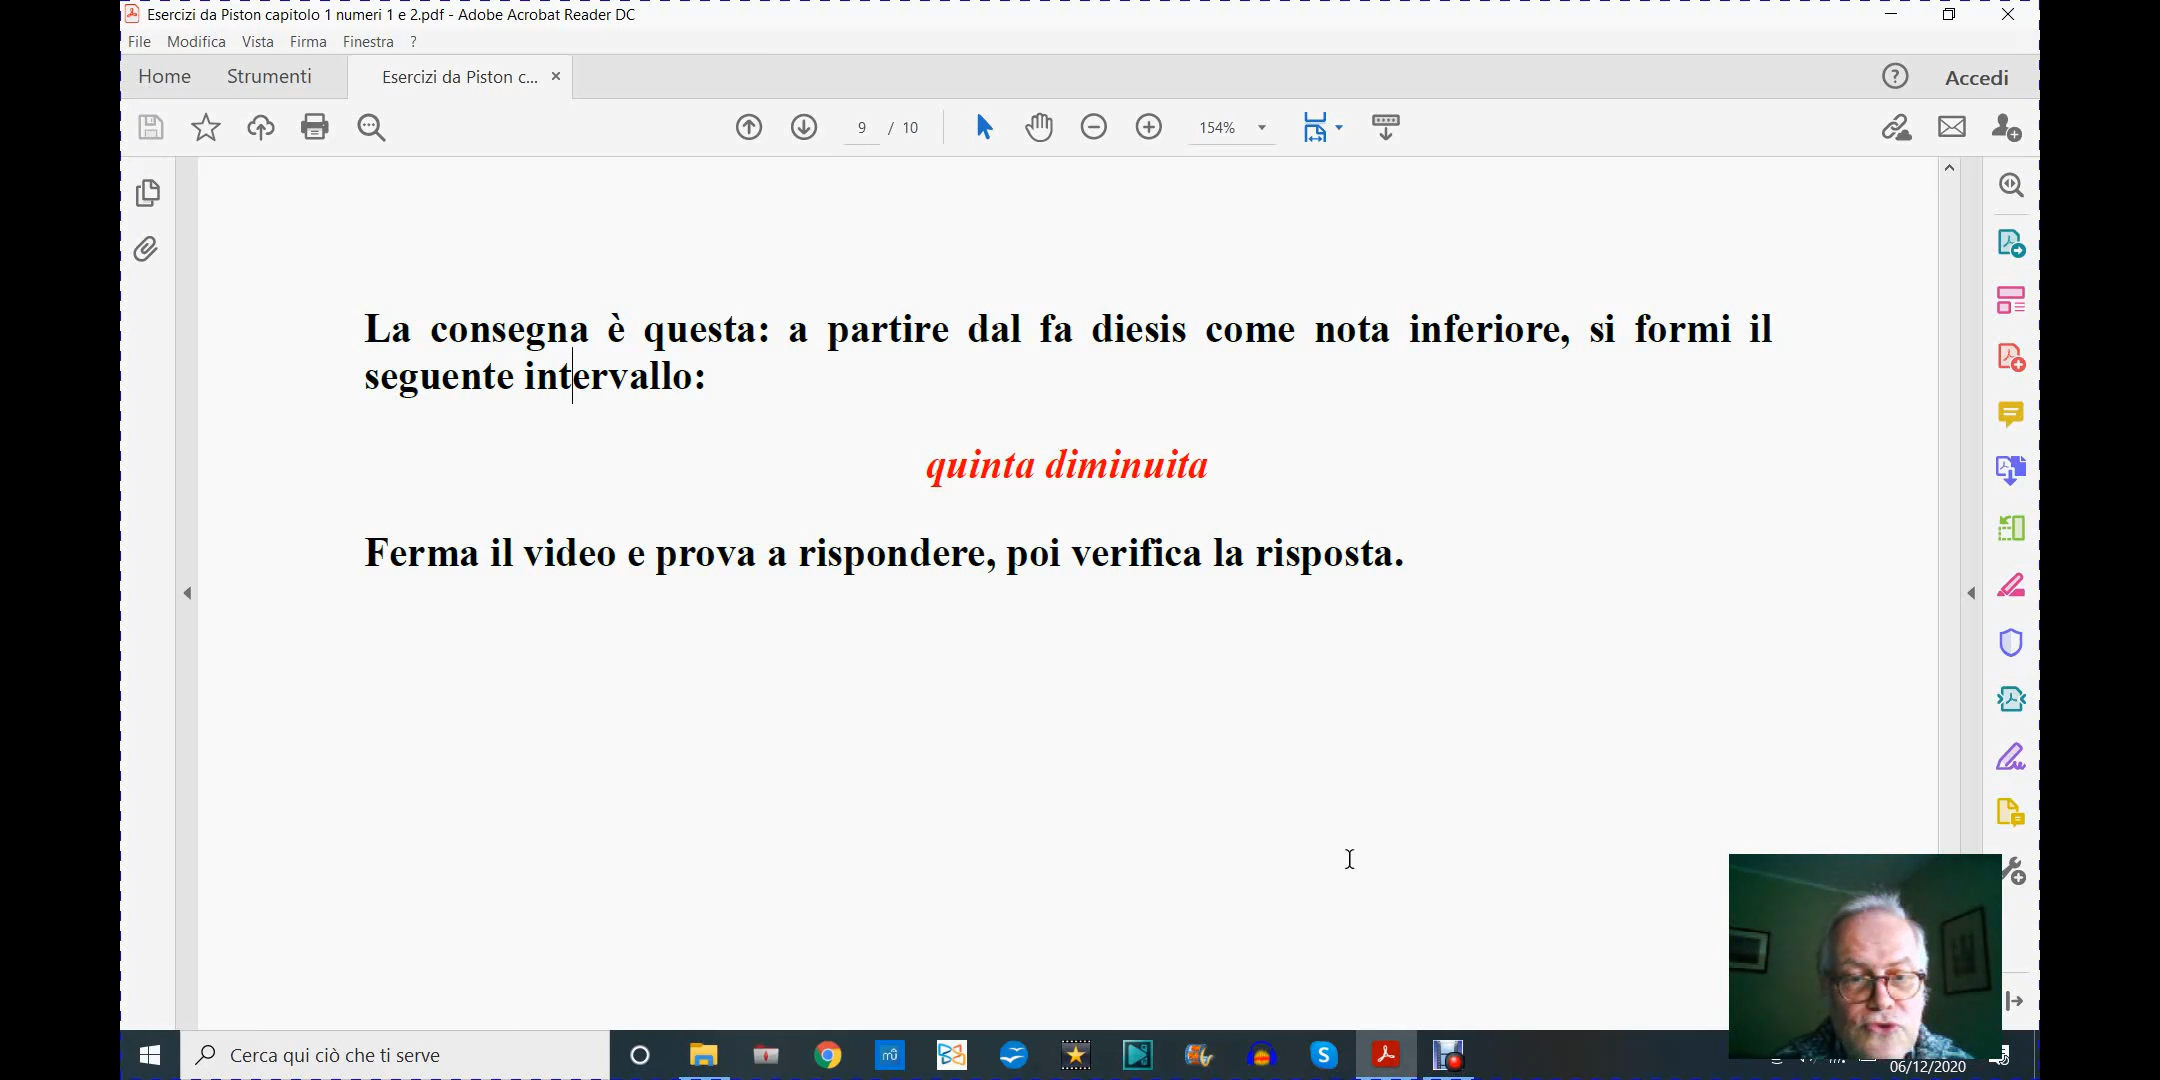 Esercizi da Piston capitolo 1 numeri 1 e 2.pdf - Adobe Acrobat Reader DC
File Modifica Vista Firma Finestra ?
Home Strumenti Esercizi da Piston c... Accedi
9 / 10 154%
La consegna è questa: a partire dal fa diesis come nota inferiore, si formi il
seguente intervallo:
quinta diminuita
Ferma il video e prova a rispondere, poi verifica la risposta.
Cerca qui ciò che ti serve
06/12/2020